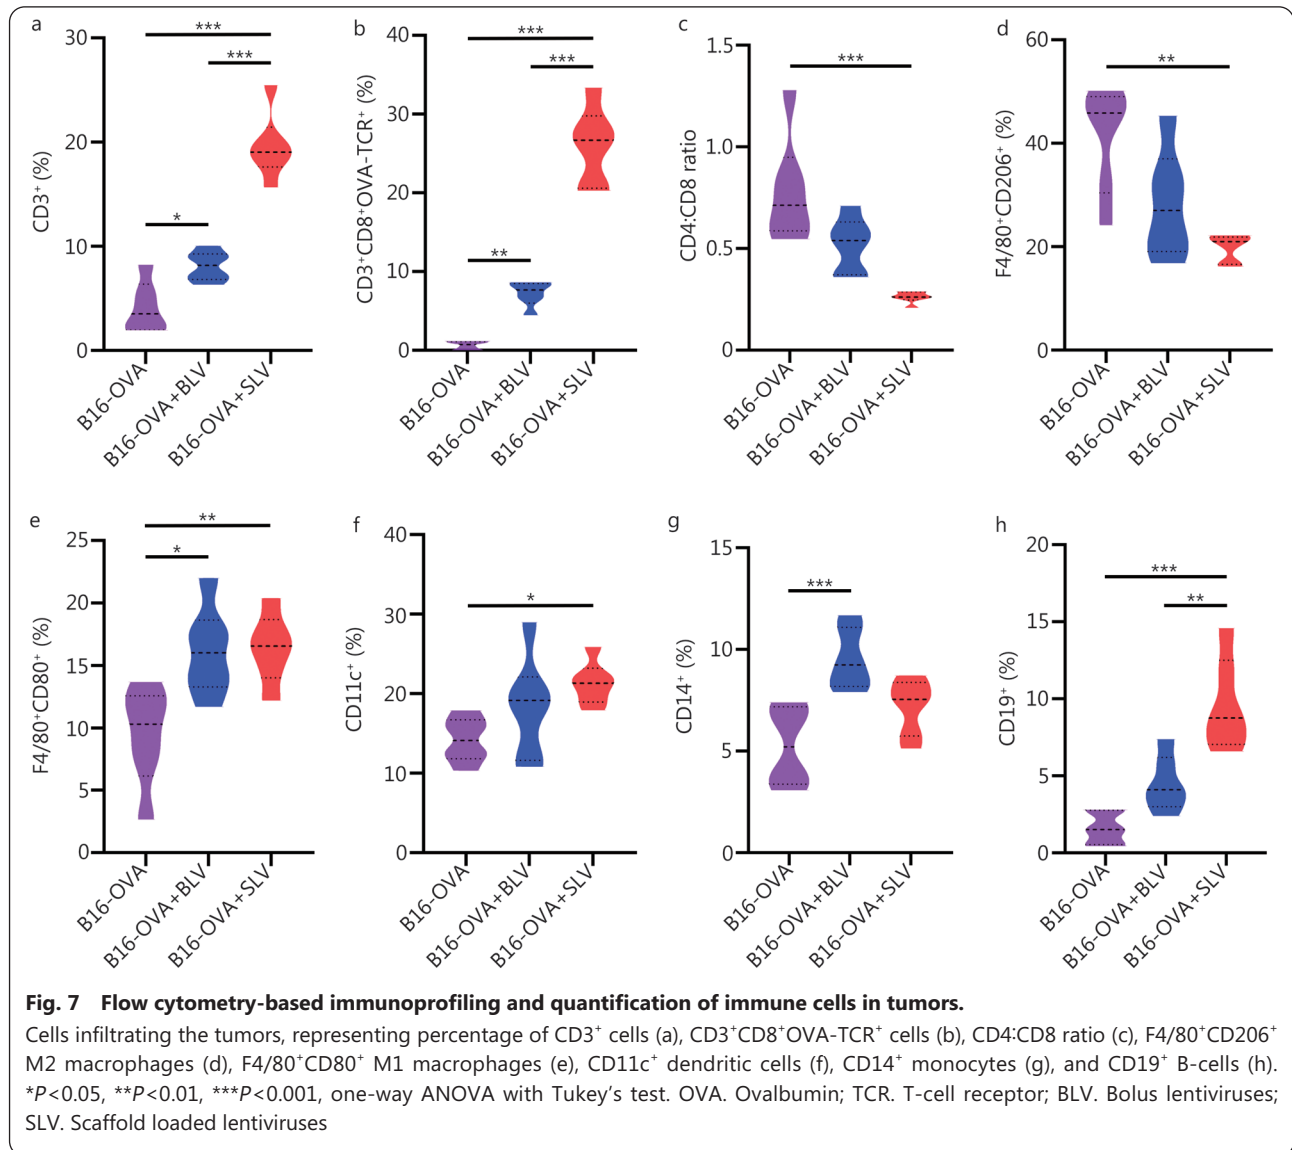 a
***
***
*
30
20
10
0
CD3⁺ (%)
B16-OVA
B16-OVA+BLV
B16-OVA+SLV
b
***
***
**
40
30
20
10
0
CD3⁺CD8⁺OVA-TCR⁺ (%)
B16-OVA
B16-OVA+BLV
B16-OVA+SLV
c
***
1.5
1.0
0.5
0
CD4:CD8 ratio
B16-OVA
B16-OVA+BLV
B16-OVA+SLV
d
**
60
40
20
0
F4/80⁺CD206⁺ (%)
B16-OVA
B16-OVA+BLV
B16-OVA+SLV
e
**
*
25
20
15
10
5
0
F4/80⁺CD80⁺ (%)
B16-OVA
B16-OVA+BLV
B16-OVA+SLV
f
*
40
30
20
10
0
CD11c⁺ (%)
B16-OVA
B16-OVA+BLV
B16-OVA+SLV
g
***
15
10
5
0
CD14⁺ (%)
B16-OVA
B16-OVA+BLV
B16-OVA+SLV
h
***
**
20
15
10
5
0
CD19⁺ (%)
B16-OVA
B16-OVA+BLV
B16-OVA+SLV
Fig. 7 Flow cytometry-based immunoprofiling and quantification of immune cells in tumors.
Cells infiltrating the tumors, representing percentage of CD3⁺ cells (a), CD3⁺CD8⁺OVA-TCR⁺ cells (b), CD4:CD8 ratio (c), F4/80⁺CD206⁺
M2 macrophages (d), F4/80⁺CD80⁺ M1 macrophages (e), CD11c⁺ dendritic cells (f), CD14⁺ monocytes (g), and CD19⁺ B-cells (h).
*P<0.05, **P<0.01, ***P<0.001, one-way ANOVA with Tukey's test. OVA. Ovalbumin; TCR. T-cell receptor; BLV. Bolus lentiviruses;
SLV. Scaffold loaded lentiviruses